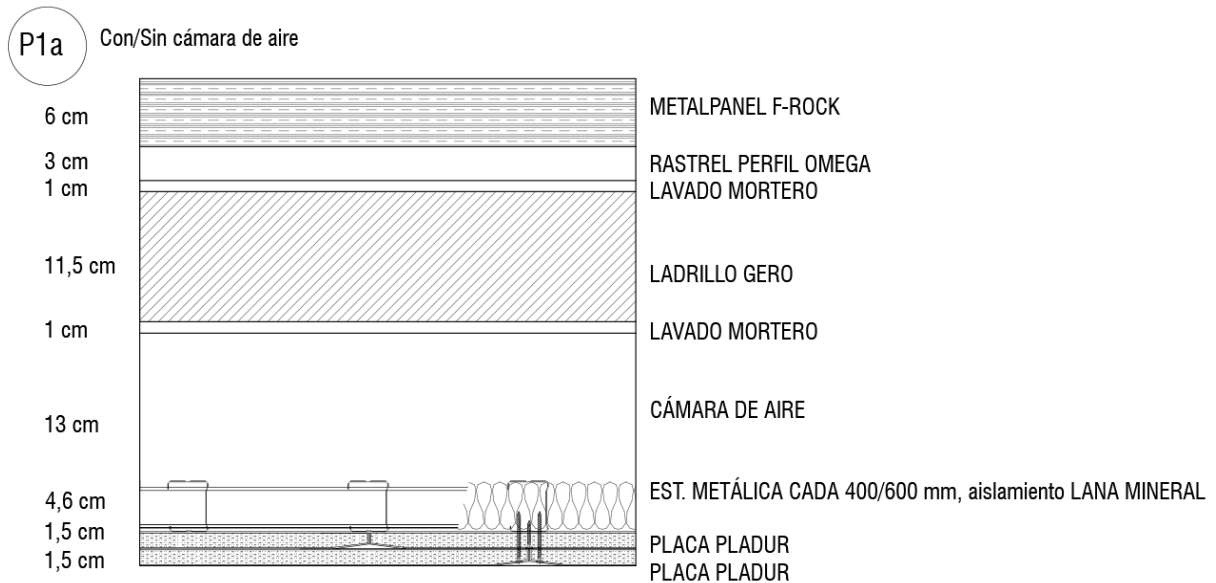 P1a Con/Sin cámara de aire
6 cm METALPANEL F-ROCK
3 cm RASTREL PERFIL OMEGA
1 cm LAVADO MORTERO
11,5 cm LADRILLO GERO
1 cm LAVADO MORTERO
13 cm CÁMARA DE AIRE
4,6 cm EST. METÁLICA CADA 400/600 mm, aislamiento LANA MINERAL
1,5 cm PLACA PLADUR
1,5 cm PLACA PLADUR